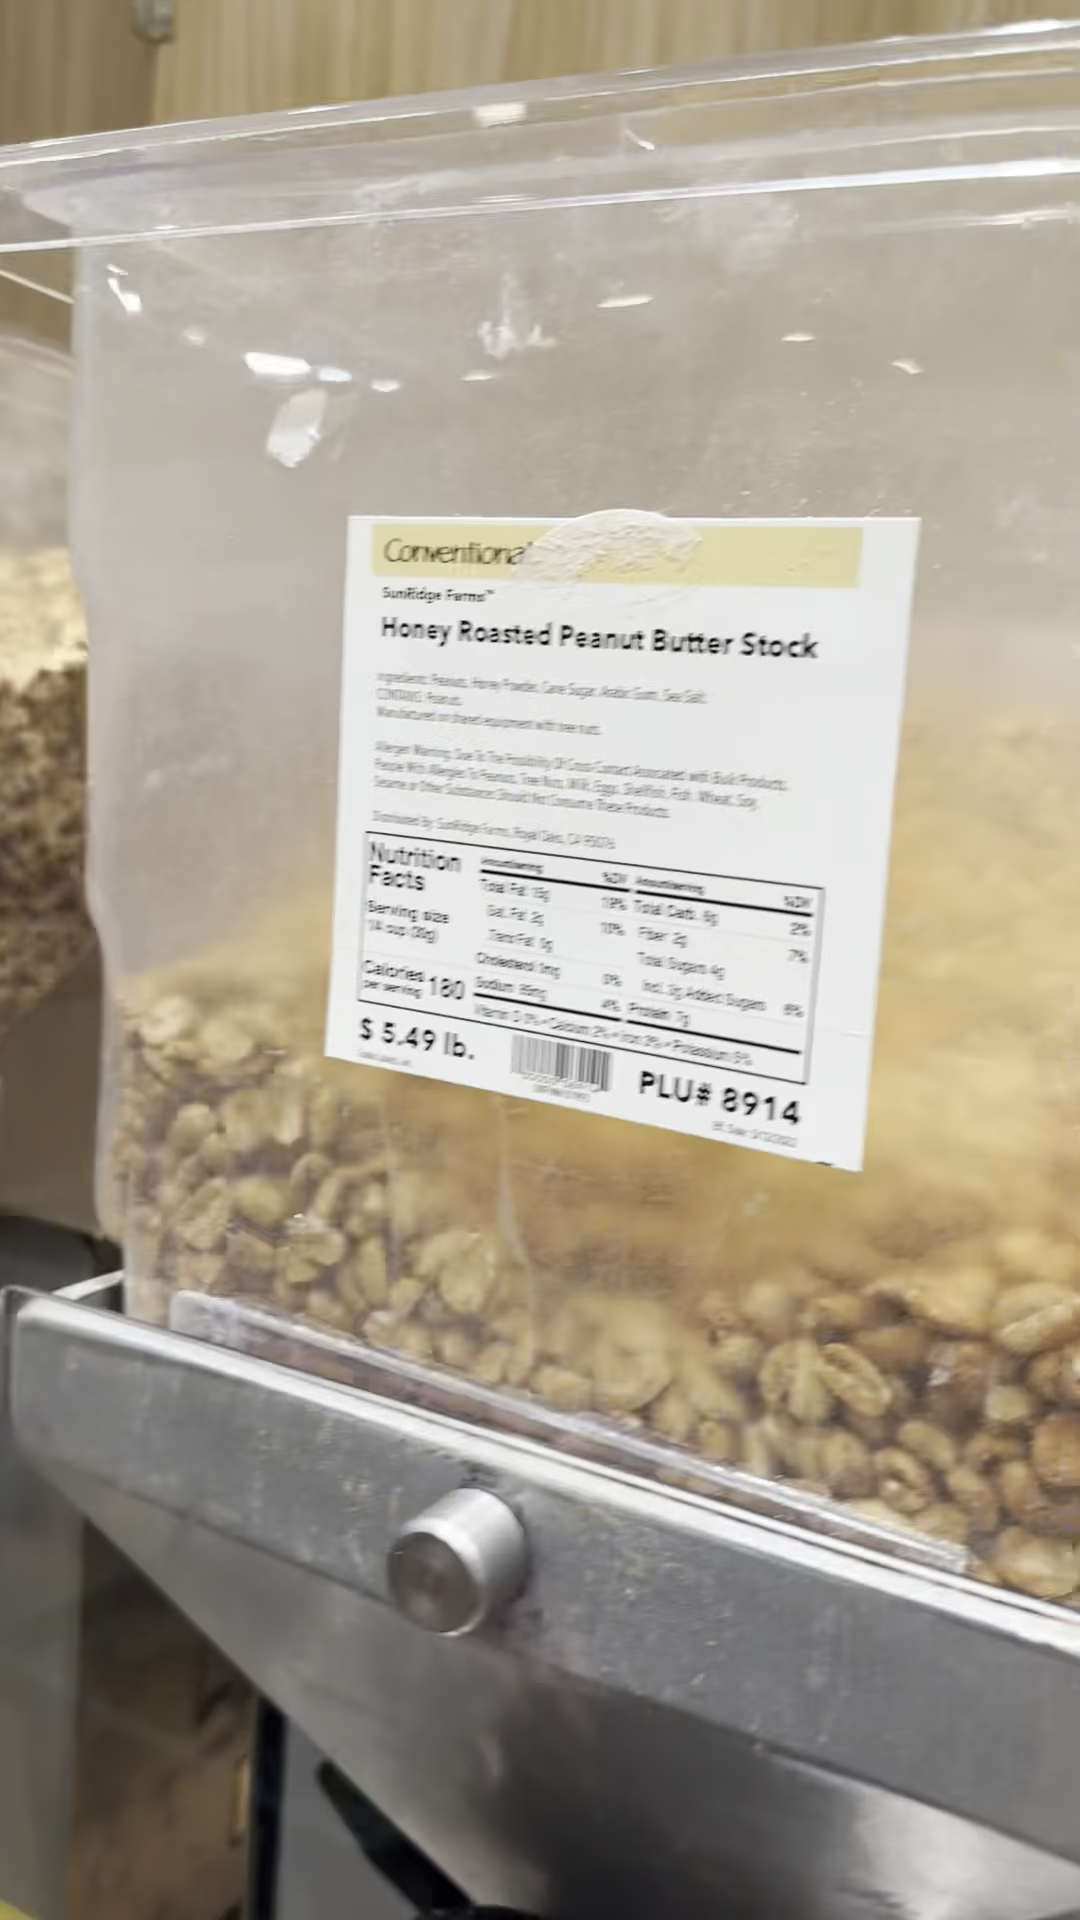 Conventional
SunRidge Farms™
Honey Roasted Peanut Butter Stock
Ingredients: Peanuts, Honey Powder, Cane Sugar, Arabic Gum, Sea Salt.
CONTAINS: Peanuts.
Manufactured on shared equipment with tree nuts.
Allergen Warning: Due To The Possibility Of Cross Contact Associated with Bulk Products,
People With Allergies To Peanuts, Tree Nuts, Milk, Eggs, Shellfish, Fish, Wheat, Soy,
Sesame or Other Substances Should Not Consume These Products.
Distributed By: SunRidge Farms, Royal Oaks, CA 95076
Nutrition
Facts
Serving size
1/4 cup (30g)
Calories
per serving 180
Amount/serving %DV
Total Fat 15g 19%
Sat. Fat 2g 10%
Trans Fat 0g
Cholesterol 0mg 0%
Sodium 85mg 4%
Amount/serving %DV
Total Carb. 6g 2%
Fiber 2g 7%
Total Sugars 4g
Incl. 3g Added Sugars 6%
Protein 7g
Vitamin D 0% • Calcium 2% • Iron 3% • Potassium 5%
$ 5.49 lb.
PLU# 8914